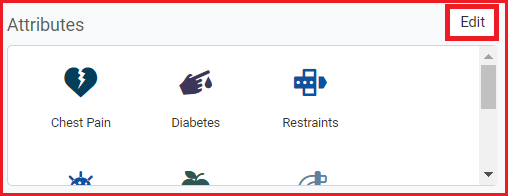 Attributes
Edit
Chest Pain
Diabetes
Restraints